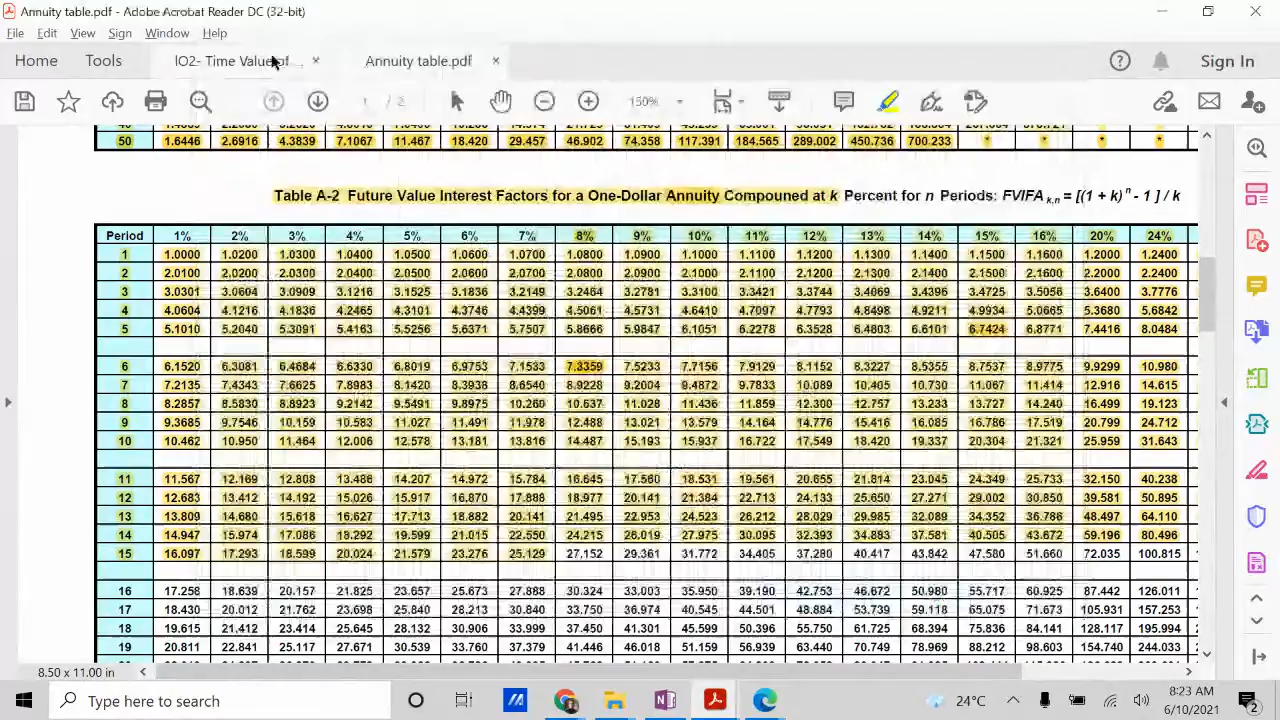 Annuity table.pdf - Adobe Acrobat Reader DC (32-bit)
File Edit View Sign Window Help
Home Tools lO2- Time Value of ... × Annuity table.pdf × Sign In
1 / 2 150%
50 1.6446 2.6916 4.3839 7.1067 11.467 18.420 29.457 46.902 74.358 117.391 184.565 289.002 450.736 700.233 * * * *
Table A-2 Future Value Interest Factors for a One-Dollar Annuity Compouned at k Percent for n Periods: FVIFA k,n = [(1 + k) n - 1 ] / k
Period 1% 2% 3% 4% 5% 6% 7% 8% 9% 10% 11% 12% 13% 14% 15% 16% 20% 24%
1 1.0000 1.0200 1.0300 1.0400 1.0500 1.0600 1.0700 1.0800 1.0900 1.1000 1.1100 1.1200 1.1300 1.1400 1.1500 1.1600 1.2000 1.2400
2 2.0100 2.0200 2.0300 2.0400 2.0500 2.0600 2.0700 2.0800 2.0900 2.1000 2.1100 2.1200 2.1300 2.1400 2.1500 2.1600 2.2000 2.2400
3 3.0301 3.0604 3.0909 3.1216 3.1525 3.1836 3.2149 3.2464 3.2781 3.3100 3.3421 3.3744 3.4069 3.4396 3.4725 3.5056 3.6400 3.7776
4 4.0604 4.1216 4.1836 4.2465 4.3101 4.3746 4.4399 4.5061 4.5731 4.6410 4.7097 4.7793 4.8498 4.9211 4.9934 5.0665 5.3680 5.6842
5 5.1010 5.2040 5.3091 5.4163 5.5256 5.6371 5.7507 5.8666 5.9847 6.1051 6.2278 6.3528 6.4803 6.6101 6.7424 6.8771 7.4416 8.0484
6 6.1520 6.3081 6.4684 6.6330 6.8019 6.9753 7.1533 7.3359 7.5233 7.7156 7.9129 8.1152 8.3227 8.5355 8.7537 8.9775 9.9299 10.980
7 7.2135 7.4343 7.6625 7.8983 8.1420 8.3938 8.6540 8.9228 9.2004 9.4872 9.7833 10.089 10.405 10.730 11.067 11.414 12.916 14.615
8 8.2857 8.5830 8.8923 9.2142 9.5491 9.8975 10.260 10.637 11.028 11.436 11.859 12.300 12.757 13.233 13.727 14.240 16.499 19.123
9 9.3685 9.7546 10.159 10.583 11.027 11.491 11.978 12.488 13.021 13.579 14.164 14.776 15.416 16.085 16.786 17.519 20.799 24.712
10 10.462 10.950 11.464 12.006 12.578 13.181 13.816 14.487 15.193 15.937 16.722 17.549 18.420 19.337 20.304 21.321 25.959 31.643
11 11.567 12.169 12.808 13.486 14.207 14.972 15.784 16.645 17.560 18.531 19.561 20.655 21.814 23.045 24.349 25.733 32.150 40.238
12 12.683 13.412 14.192 15.026 15.917 16.870 17.888 18.977 20.141 21.384 22.713 24.133 25.650 27.271 29.002 30.850 39.581 50.895
13 13.809 14.680 15.618 16.627 17.713 18.882 20.141 21.495 22.953 24.523 26.212 28.029 29.985 32.089 34.352 36.786 48.497 64.110
14 14.947 15.974 17.086 18.292 19.599 21.015 22.550 24.215 26.019 27.975 30.095 32.393 34.883 37.581 40.505 43.672 59.196 80.496
15 16.097 17.293 18.599 20.024 21.579 23.276 25.129 27.152 29.361 31.772 34.405 37.280 40.417 43.842 47.580 51.660 72.035 100.815
16 17.258 18.639 20.157 21.825 23.657 25.673 27.888 30.324 33.003 35.950 39.190 42.753 46.672 50.980 55.717 60.925 87.442 126.011
17 18.430 20.012 21.762 23.698 25.840 28.213 30.840 33.750 36.974 40.545 44.501 48.884 53.739 59.118 65.075 71.673 105.931 157.253
18 19.615 21.412 23.414 25.645 28.132 30.906 33.999 37.450 41.301 45.599 50.396 55.750 61.725 68.394 75.836 84.141 128.117 195.994
19 20.811 22.841 25.117 27.671 30.539 33.760 37.379 41.446 46.018 51.159 56.939 63.440 70.749 78.969 88.212 98.603 154.740 244.033
8.50 x 11.00 in
Type here to search 24°C 8:23 AM
6/10/2021 2